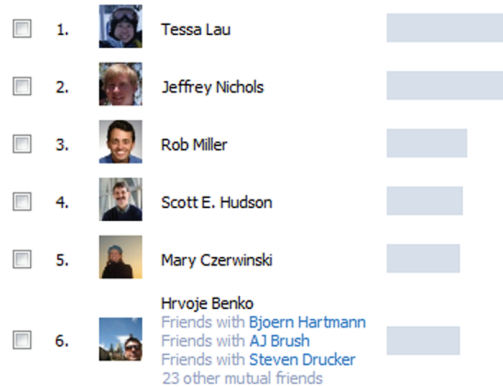 1. Tessa Lau
2. Jeffrey Nichols
3. Rob Miller
4. Scott E. Hudson
5. Mary Czerwinski
Hrvoje Benko
Friends with Bjoern Hartmann
6. Friends with AJ Brush
Friends with Steven Drucker
23 other mutual friends